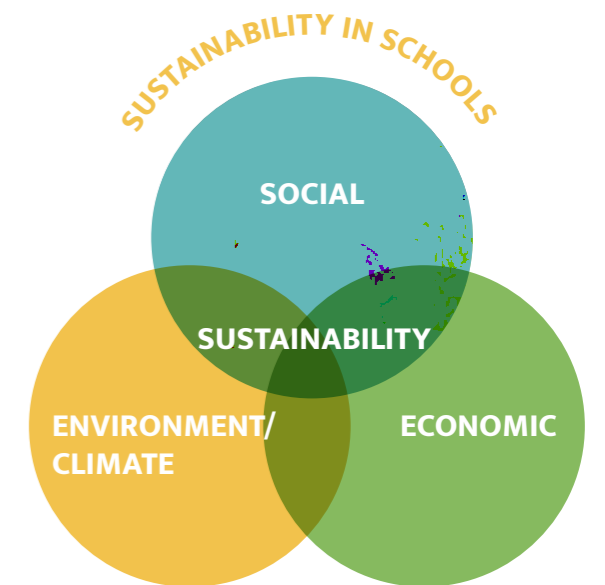 SUSTAINABILITY IN SCHOOLS
SOCIAL
SUSTAINABILITY
ENVIRONMENT/
CLIMATE
ECONOMIC